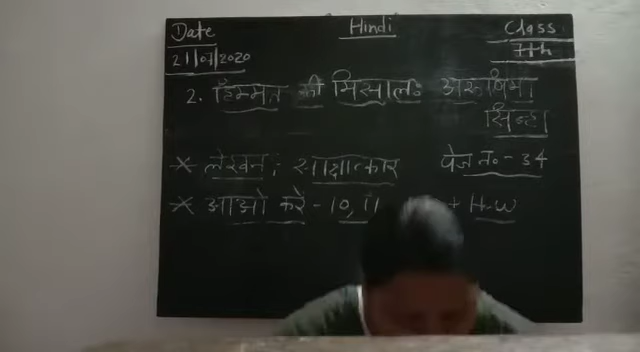 Date Hindi Class
21/07/2020 7th
2. हिम्मत की मिसाल: अरुणिमा
सिन्हा
* लेखन : साक्षात्कार पेज नं॰ - 34
* आओ करें - 10, 11 + H.W